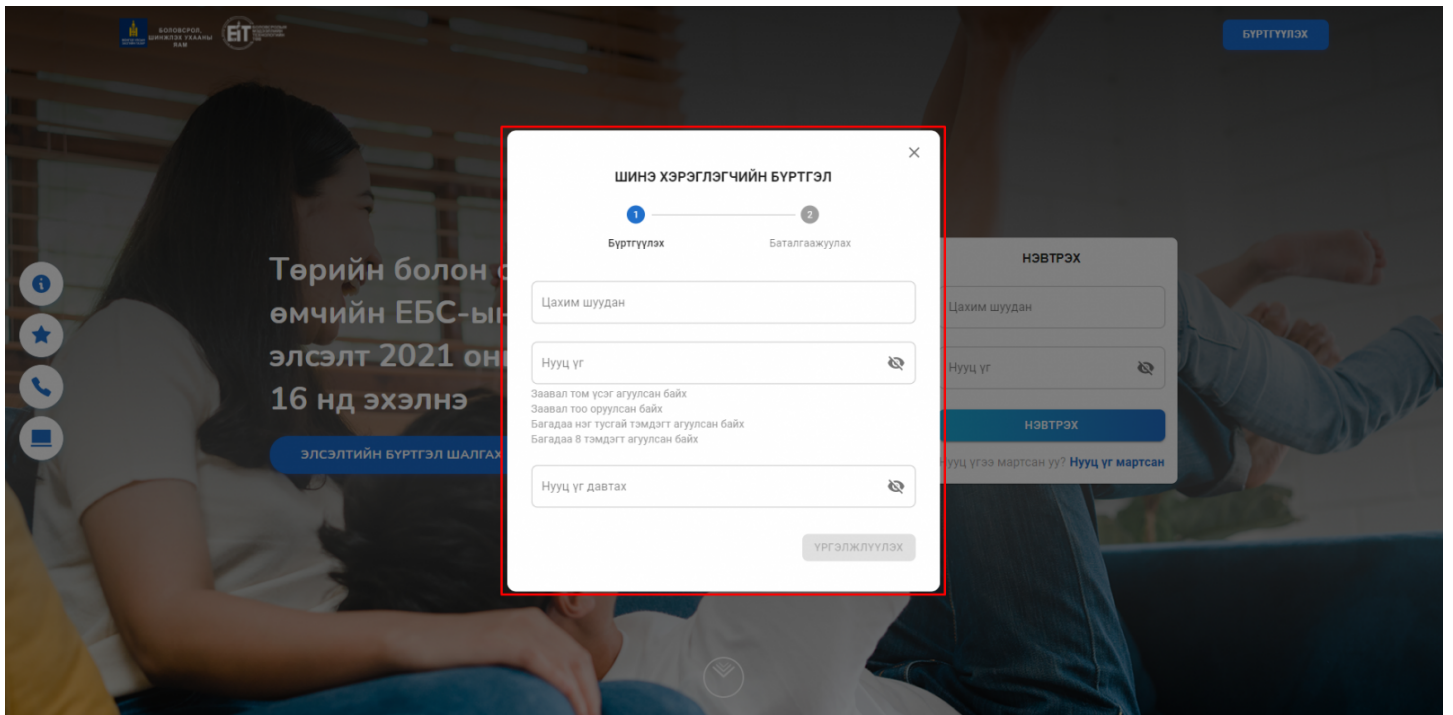 БОЛОВСРОЛ,
ШИНЖЛЭХ УХААНЫ
ЯАМ
EIT
БҮРТГҮҮЛЭХ
ШИНЭ ХЭРЭГЛЭГЧИЙН БҮРТГЭЛ
1
2
Бүртгүүлэх
Баталгаажуулах
Цахим шуудан
Нууц үг
Заавал том үсэг агуулсан байх
Заавал тоо оруулсан байх
Багадаа нэг тусгай тэмдэгт агуулсан байх
Багадаа 8 тэмдэгт агуулсан байх
Нууц үг давтах
ҮРГЭЛЖЛҮҮЛЭХ
Төрийн болон
өмчийн ЕБС-ы
элсэлт 2021 он
16 нд эхэлнэ
ЭЛСЭЛТИЙН БҮРТГЭЛ ШАЛГАХ
НЭВТРЭХ
Цахим шуудан
Нууц үг
НЭВТРЭХ
Нууц үгээ мартсан уу? Нууц үг мартсан